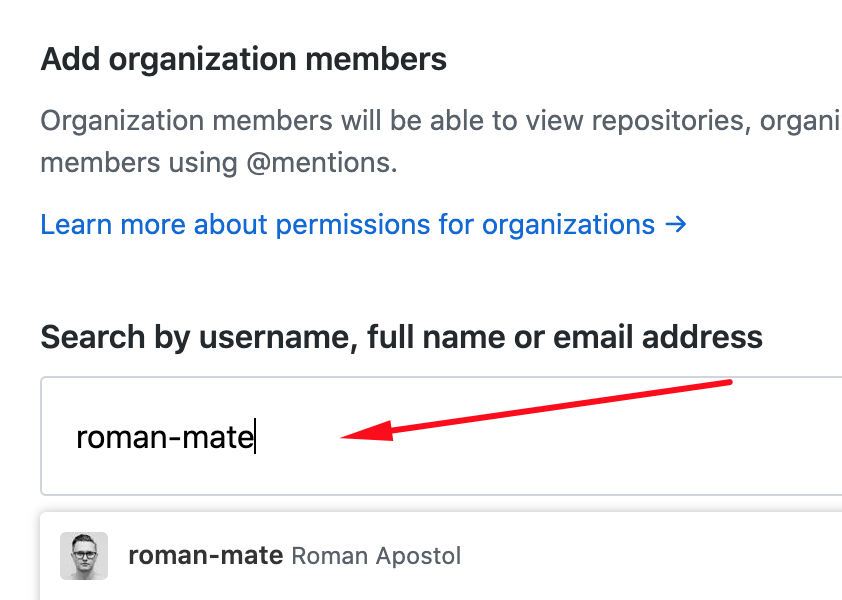 Add organization members
Organization members will be able to view repositories, organi
members using @mentions.
Learn more about permissions for organizations →
Search by username, full name or email address
roman-mate
roman-mate Roman Apostol